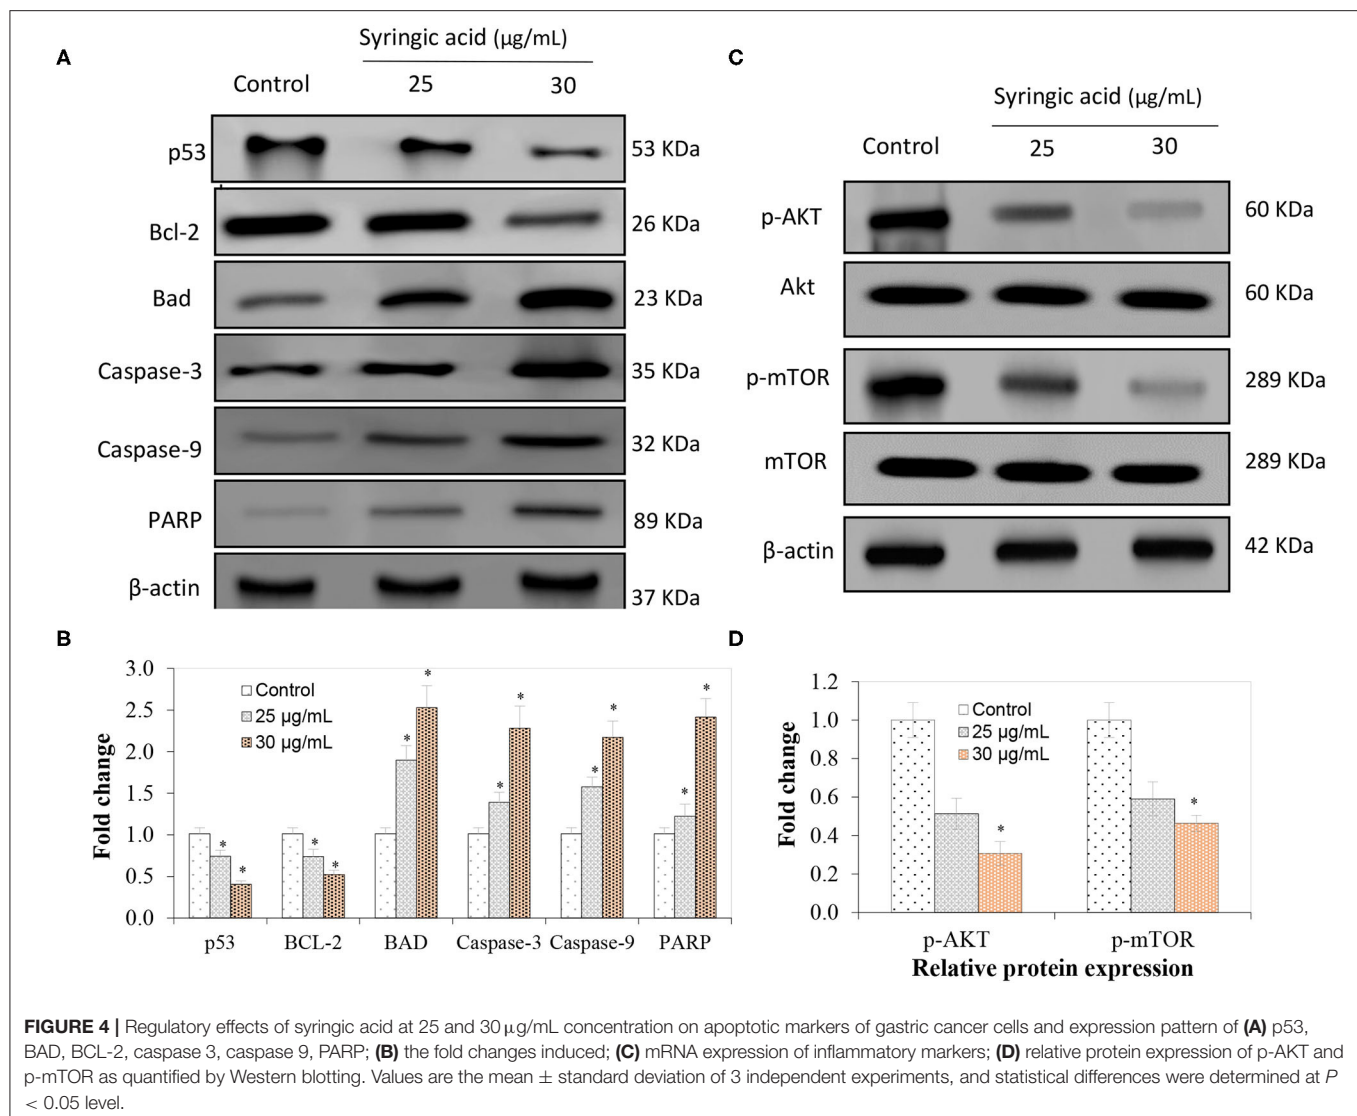 A
Syringic acid (µg/mL)
Control 25 30
p53 53 KDa
Bcl-2 26 KDa
Bad 23 KDa
Caspase-3 35 KDa
Caspase-9 32 KDa
PARP 89 KDa
β-actin 37 KDa
C
Syringic acid (µg/mL)
Control 25 30
p-AKT 60 KDa
Akt 60 KDa
p-mTOR 289 KDa
mTOR 289 KDa
β-actin 42 KDa
B
Fold change
3.0
2.5
2.0
1.5
1.0
0.5
0.0
Control
25 µg/mL
30 µg/mL
* * * * * * * * * * * *
p53 BCL-2 BAD Caspase-3 Caspase-9 PARP
D
Fold change
1.2
1.0
0.8
0.6
0.4
0.2
0.0
Control
25 µg/mL
30 µg/mL
* *
p-AKT p-mTOR
Relative protein expression
FIGURE 4 | Regulatory effects of syringic acid at 25 and 30 µg/mL concentration on apoptotic markers of gastric cancer cells and expression pattern of (A) p53,
BAD, BCL-2, caspase 3, caspase 9, PARP; (B) the fold changes induced; (C) mRNA expression of inflammatory markers; (D) relative protein expression of p-AKT and
p-mTOR as quantified by Western blotting. Values are the mean ± standard deviation of 3 independent experiments, and statistical differences were determined at P
< 0.05 level.